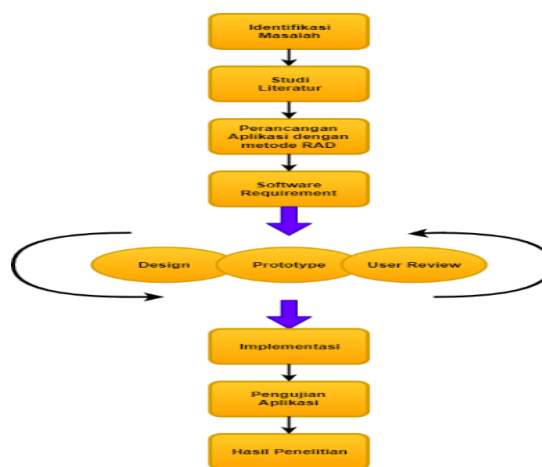 Identifikasi
Masalah
Studi
Literatur
Perancangan
Aplikasi dengan
metode RAD
Software
Requirement
Design
Prototype
User Review
Implementasi
Pengujian
Aplikasi
Hasil Penelitian